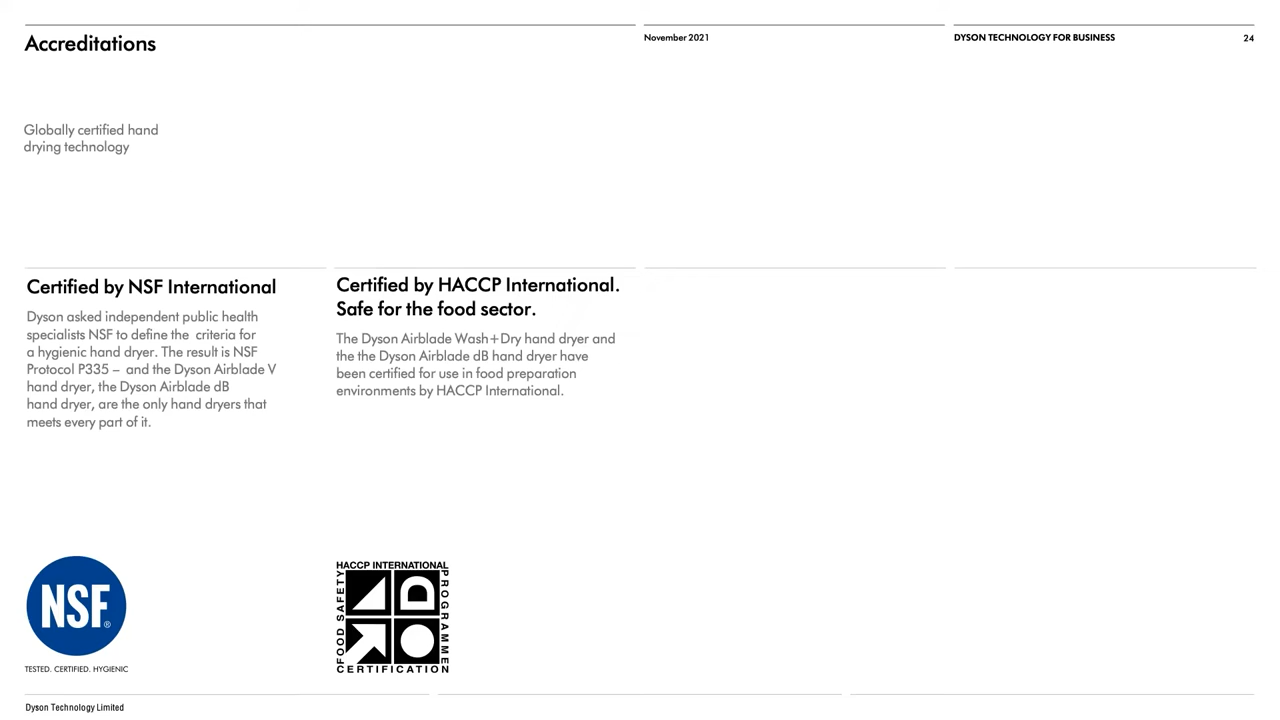 Accreditations
November 2021
DYSON TECHNOLOGY FOR BUSINESS
24
Globally certified hand
drying technology
Certified by NSF International
Dyson asked independent public health
specialists NSF to define the criteria for
a hygienic hand dryer. The result is NSF
Protocol P335 – and the Dyson Airblade V
hand dryer, the Dyson Airblade dB
hand dryer, are the only hand dryers that
meets every part of it.
NSF®
TESTED. CERTIFIED. HYGIENIC
Certified by HACCP International.
Safe for the food sector.
The Dyson Airblade Wash+Dry hand dryer and
the the Dyson Airblade dB hand dryer have
been certified for use in food preparation
environments by HACCP International.
HACCP INTERNATIONAL
FOOD SAFETY
PROGRAMME
CERTIFICATION
Dyson Technology Limited